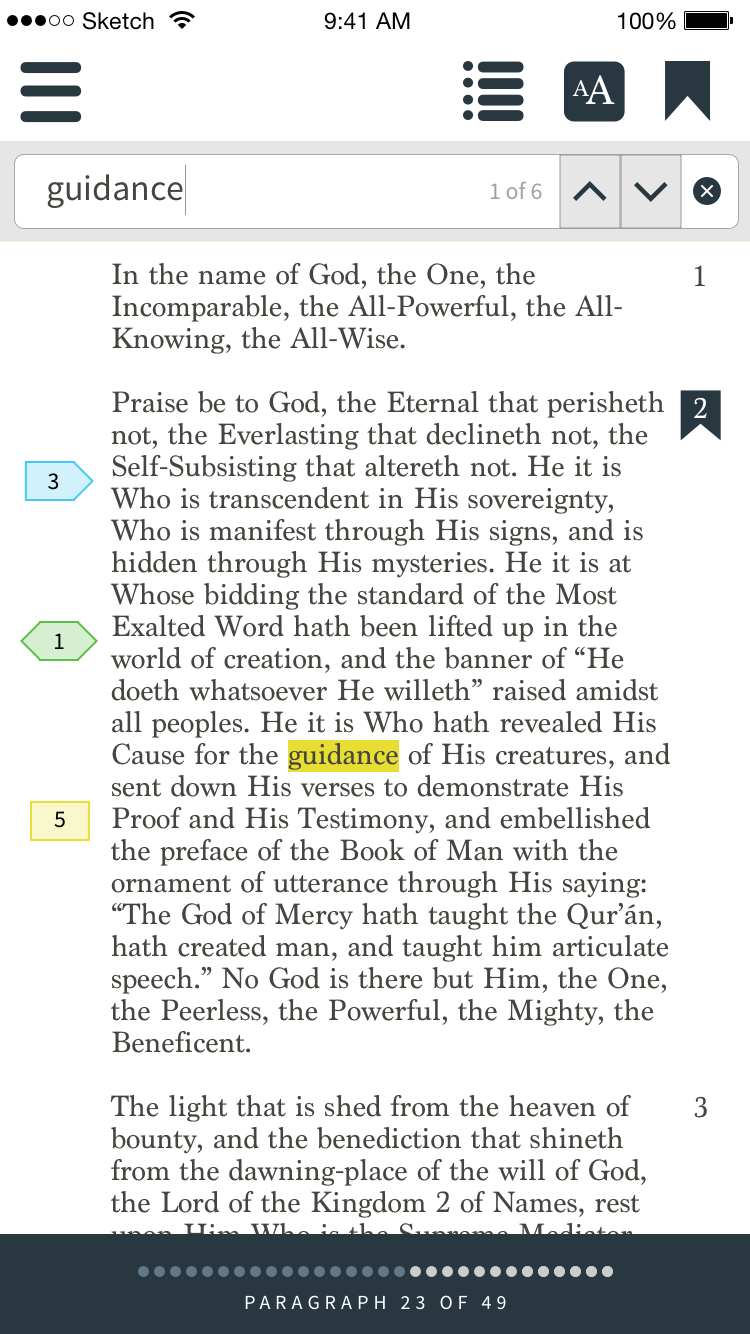 Sketch 9:41 AM 100%
AA
guidance 1 of 6
In the name of God, the One, the 1
Incomparable, the All-Powerful, the All-
Knowing, the All-Wise.
Praise be to God, the Eternal that perisheth 2
not, the Everlasting that declineth not, the
3 Self-Subsisting that altereth not. He it is
Who is transcendent in His sovereignty,
Who is manifest through His signs, and is
hidden through His mysteries. He it is at
Whose bidding the standard of the Most
1 Exalted Word hath been lifted up in the
world of creation, and the banner of “He
doeth whatsoever He willeth” raised amidst
all peoples. He it is Who hath revealed His
Cause for the guidance of His creatures, and
sent down His verses to demonstrate His
5 Proof and His Testimony, and embellished
the preface of the Book of Man with the
ornament of utterance through His saying:
“The God of Mercy hath taught the Qur’án,
hath created man, and taught him articulate
speech.” No God is there but Him, the One,
the Peerless, the Powerful, the Mighty, the
Beneficent.
The light that is shed from the heaven of 3
bounty, and the benediction that shineth
from the dawning-place of the will of God,
the Lord of the Kingdom 2 of Names, rest
upon Him Who is the Supreme Mediator
PARAGRAPH 23 OF 49